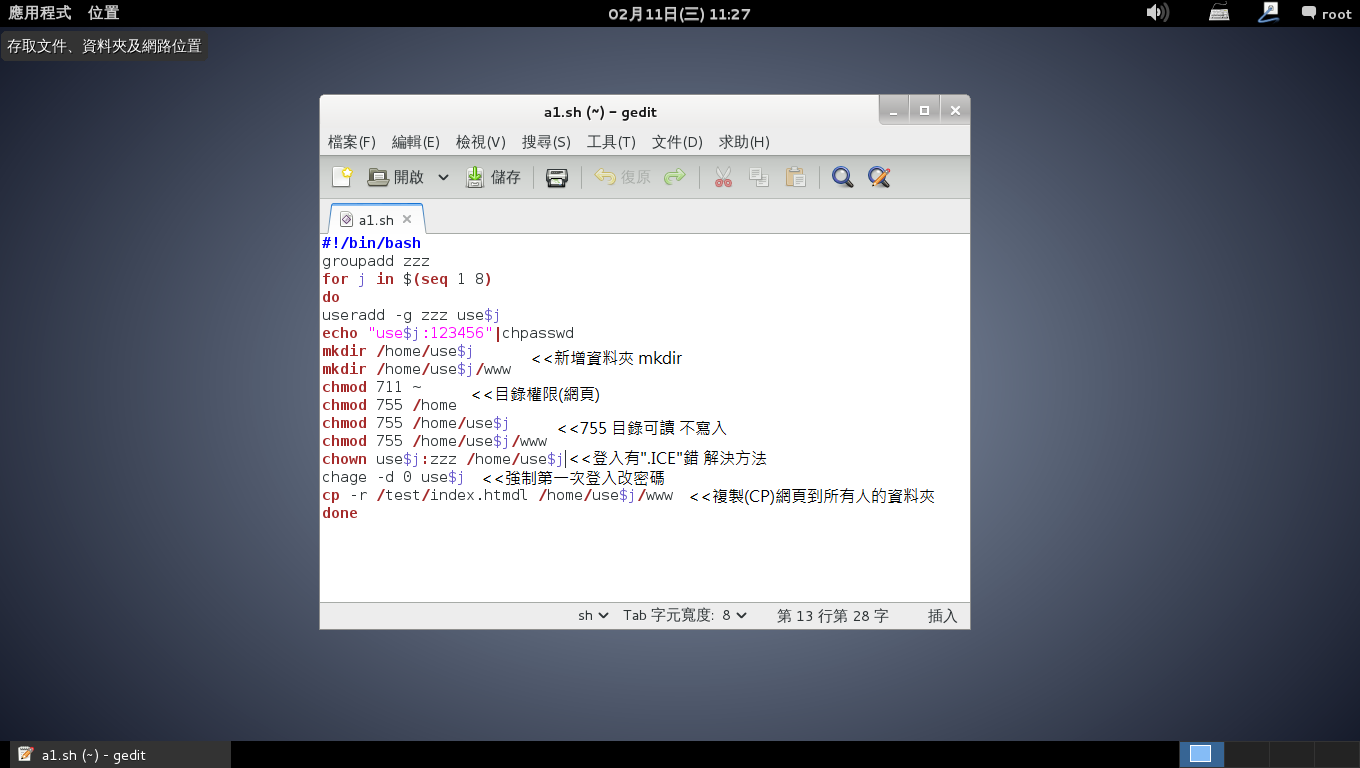 應用程式 位置 02月11日(三) 11:27 root
存取文件、資料夾及網路位置
a1.sh (~) - gedit
檔案(F) 編輯(E) 檢視(V) 搜尋(S) 工具(T) 文件(D) 求助(H)
開啟 儲存 復原
a1.sh
#!/bin/bash
groupadd zzz
for j in $(seq 1 8)
do
useradd -g zzz use$j
echo "use$j:123456"|chpasswd
mkdir /home/use$j <<新增資料夾 mkdir
mkdir /home/use$j/www
chmod 711 ~ <<目錄權限(網頁)
chmod 755 /home
chmod 755 /home/use$j <<755 目錄可讀 不寫入
chmod 755 /home/use$j/www
chown use$j:zzz /home/use$j <<登入有".ICE"錯 解決方法
chage -d 0 use$j <<強制第一次登入改密碼
cp -r /test/index.htmdl /home/use$j/www <<複製(CP)網頁到所有人的資料夾
done
sh Tab 字元寬度: 8 第 13 行第 28 字 插入
a1.sh (~) - gedit